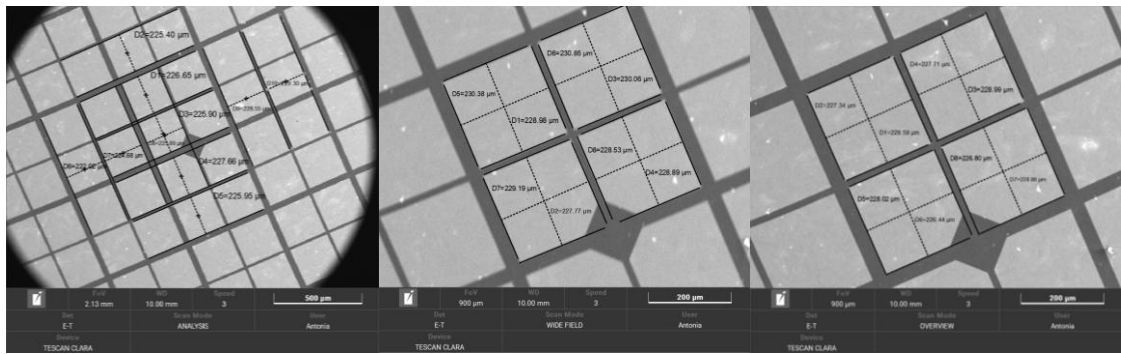 D2=225.40 µm
D1=226.65 µm
D3=225.90 µm
D4=227.66 µm
D5=225.95 µm
FoV WD Speed
2.13 mm 10.00 mm 3 500 µm
Det Scan Mode User
E-T ANALYSIS Antonia
Device
TESCAN CLARA
D8=230.85 µm
D3=230.06 µm
D5=230.38 µm
D1=228.98 µm
D6=228.53 µm
D4=228.89 µm
D7=229.19 µm
D2=227.77 µm
FoV WD Speed
900 µm 10.00 mm 3 200 µm
Det Scan Mode User
E-T WIDE FIELD Antonia
Device
TESCAN CLARA
D4=227.71 µm
D3=228.99 µm
D2=227.34 µm
D8=226.80 µm
D5=228.02 µm
FoV WD Speed
900 µm 10.00 mm 3 200 µm
Det Scan Mode User
E-T OVERVIEW Antonia
Device
TESCAN CLARA